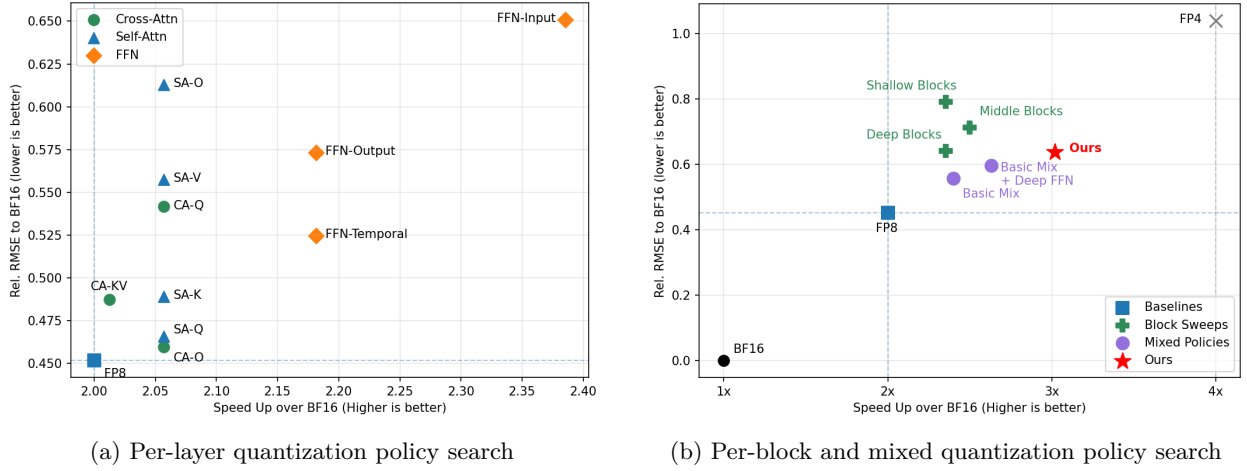 Cross-Attn
Self-Attn
FFN
FFN-Input
SA-O
FFN-Output
SA-V
CA-Q
FFN-Temporal
CA-KV
SA-K
SA-Q
CA-O
FP8
0.650
0.625
0.600
0.575
0.550
0.525
0.500
0.475
0.450
Rel. RMSE to BF16 (lower is better)
2.00 2.05 2.10 2.15 2.20 2.25 2.30 2.35 2.40
Speed Up over BF16 (Higher is better)
(a) Per-layer quantization policy search
FP4
Shallow Blocks
Middle Blocks
Deep Blocks
Ours
Basic Mix
+ Deep FFN
Basic Mix
FP8
BF16
Baselines
Block Sweeps
Mixed Policies
Ours
1.0
0.8
0.6
0.4
0.2
0.0
Rel. RMSE to BF16 (lower is better)
1x 2x 3x 4x
Speed Up over BF16 (Higher is better)
(b) Per-block and mixed quantization policy search